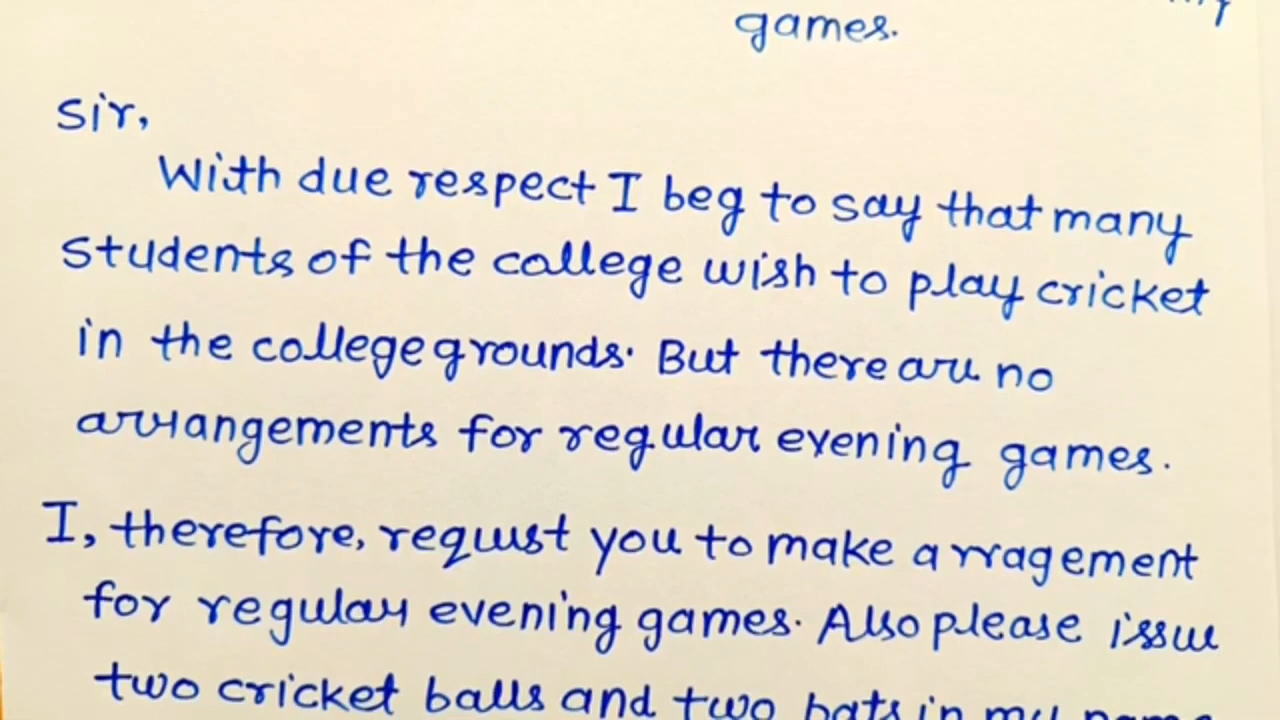 games.
Sir,
With due respect I beg to say that many
students of the college wish to play cricket
in the college grounds. But there are no
arrangements for regular evening games.
I, therefore, request you to make arragement
for regular evening games. Also please issue
two cricket balls and two bats in my name